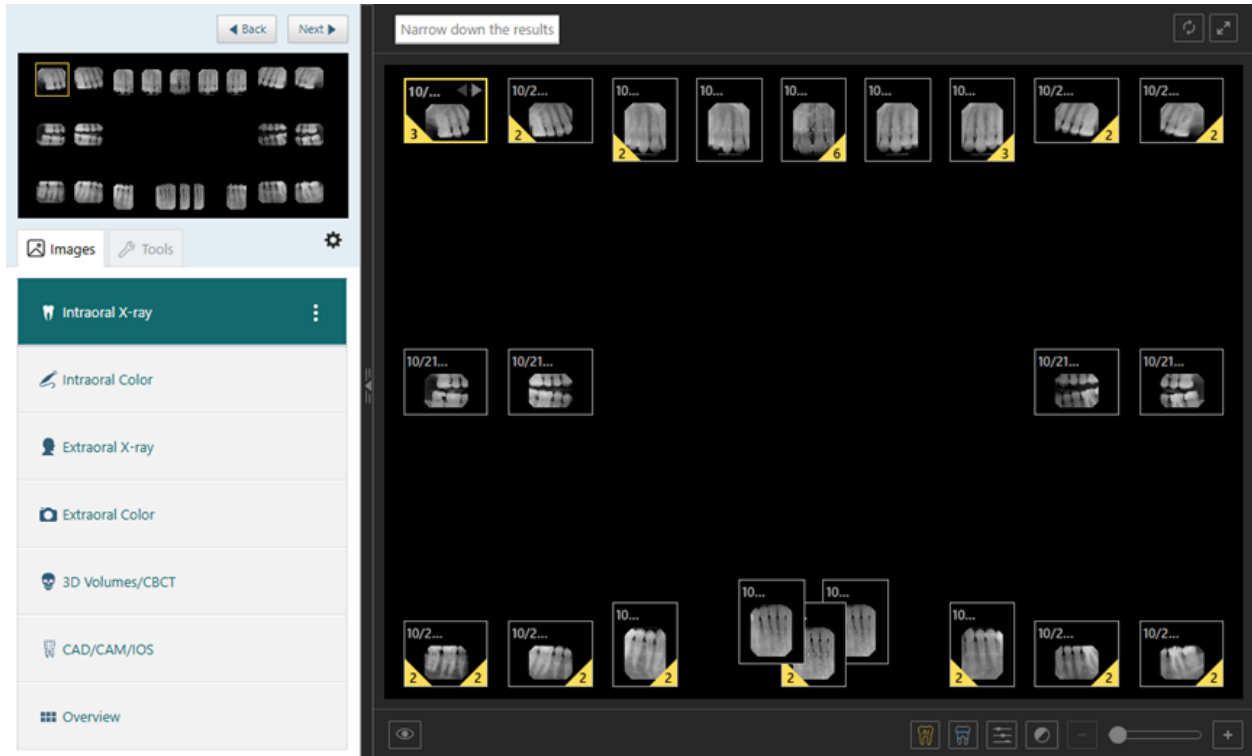 Back Next
Narrow down the results
Images Tools
Intraoral X-ray
Intraoral Color
Extraoral X-ray
Extraoral Color
3D Volumes/CBCT
CAD/CAM/IOS
Overview
10/... 10/2... 10... 10... 10... 10... 10... 10/2... 10/2...
3 2 2 6 3 2 2
10/21... 10/21... 10/21... 10/21...
10... 10...
10... 10...
10/2... 10/2... 10/2... 10/2...
2 2 2 2 2 2 2 2